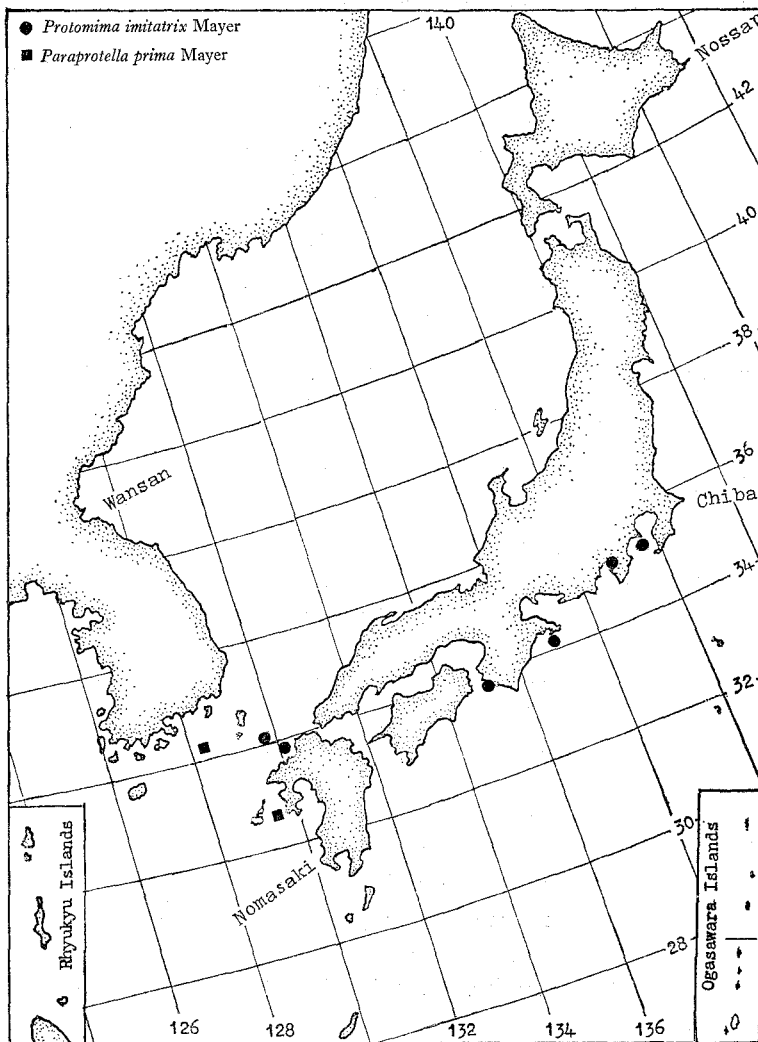 ● Protomima imitatrix Mayer
■ Paraprotella prima Mayer
140
Nossap
42
40
38
36
Wansan
Chiba
34
32
30
Rhyukyu Islands
Nomasaki
Ogasawara Islands
28
126
128
132
134
136